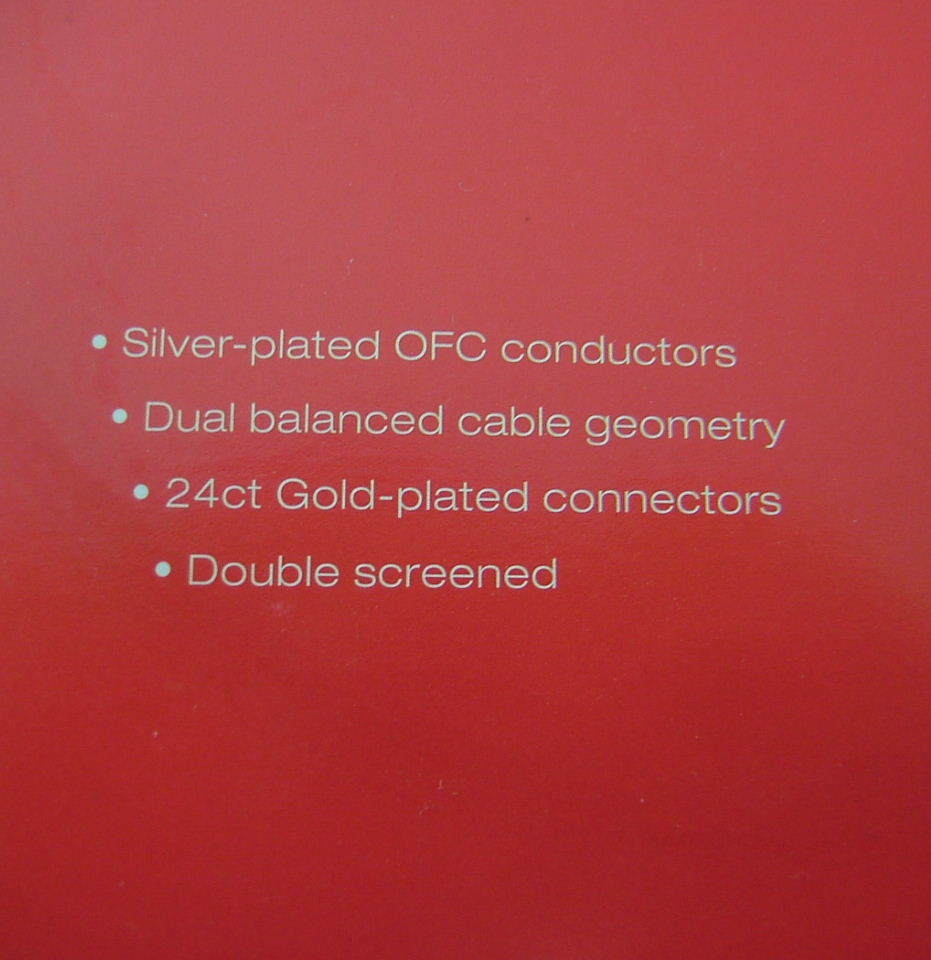 • Silver-plated OFC conductors
• Dual balanced cable geometry
• 24ct Gold-plated connectors
• Double screened